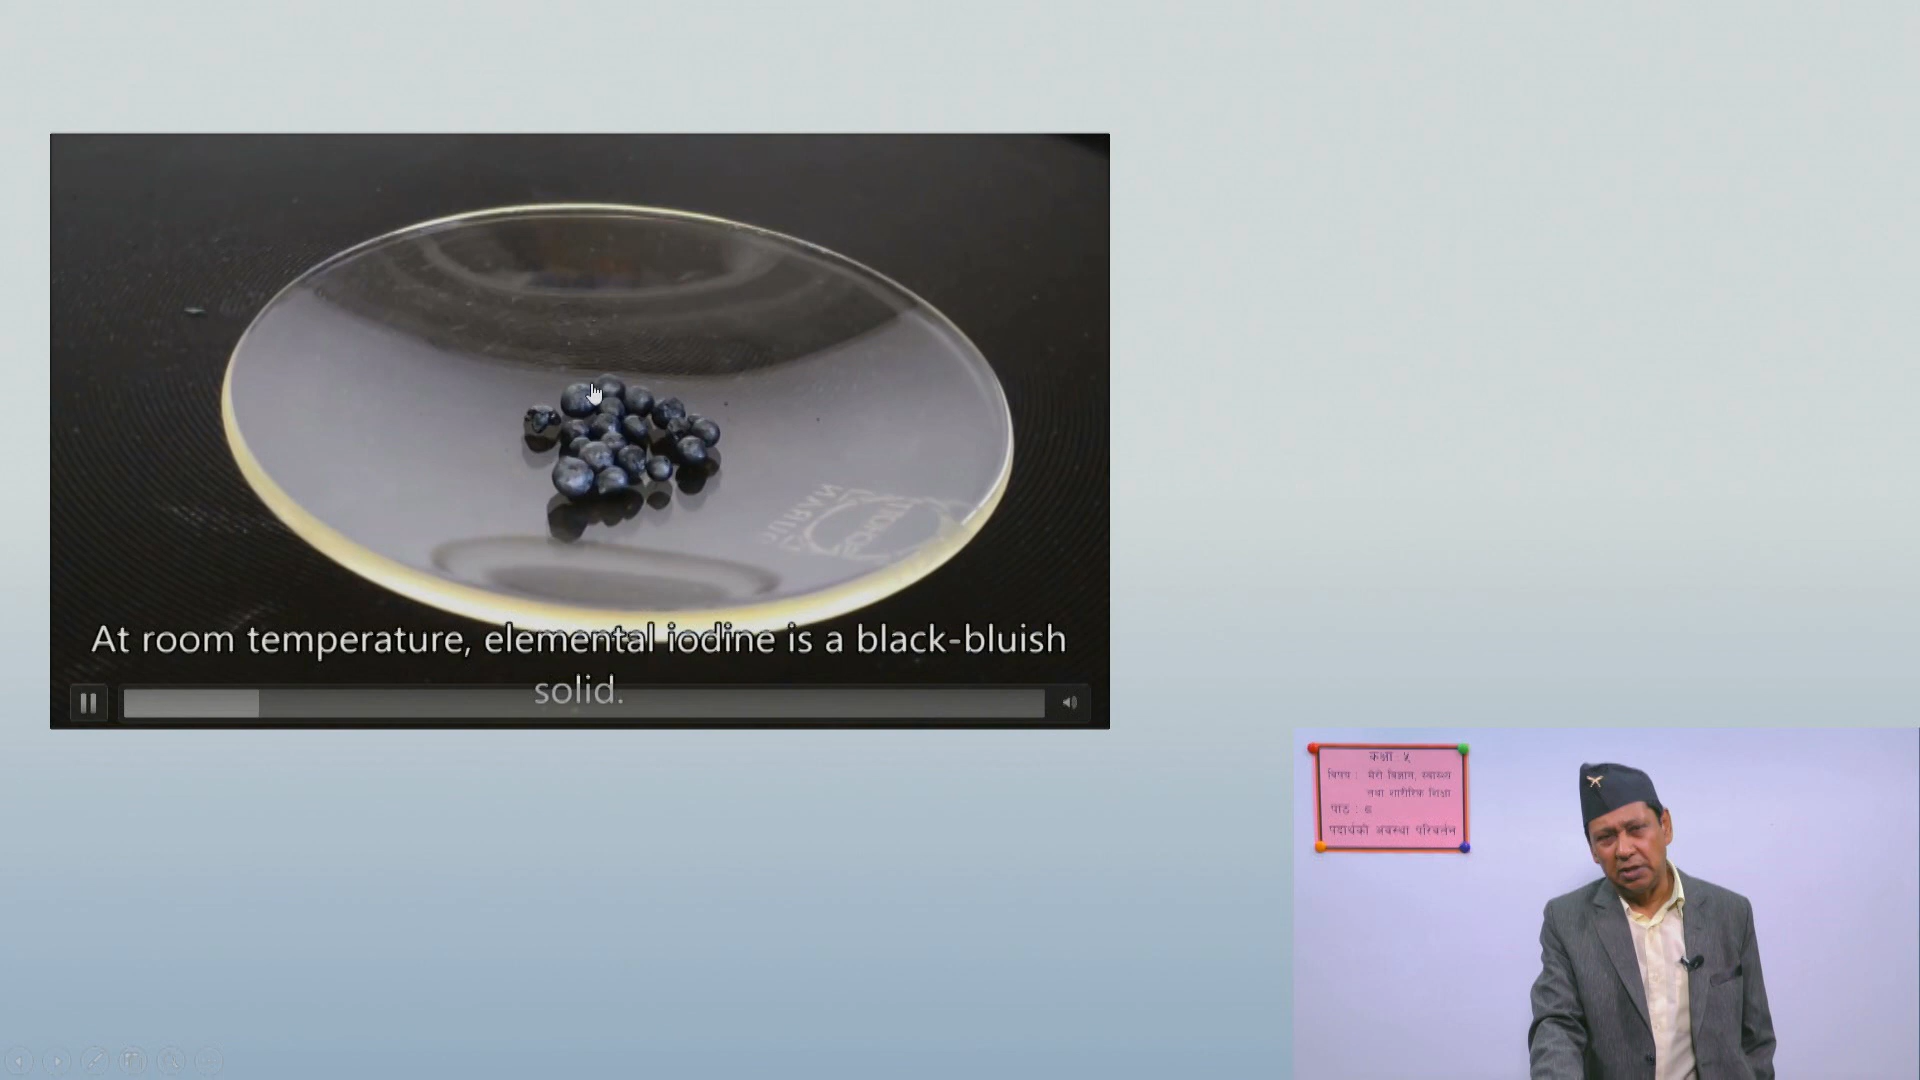 At room temperature, elemental iodine is a black-bluish
solid.
कक्षा ५
विषय : मेरो विज्ञान, स्वास्थ्य
तथा शारीरिक शिक्षा
पाठ : ८
पदार्थको अवस्था परिवर्तन